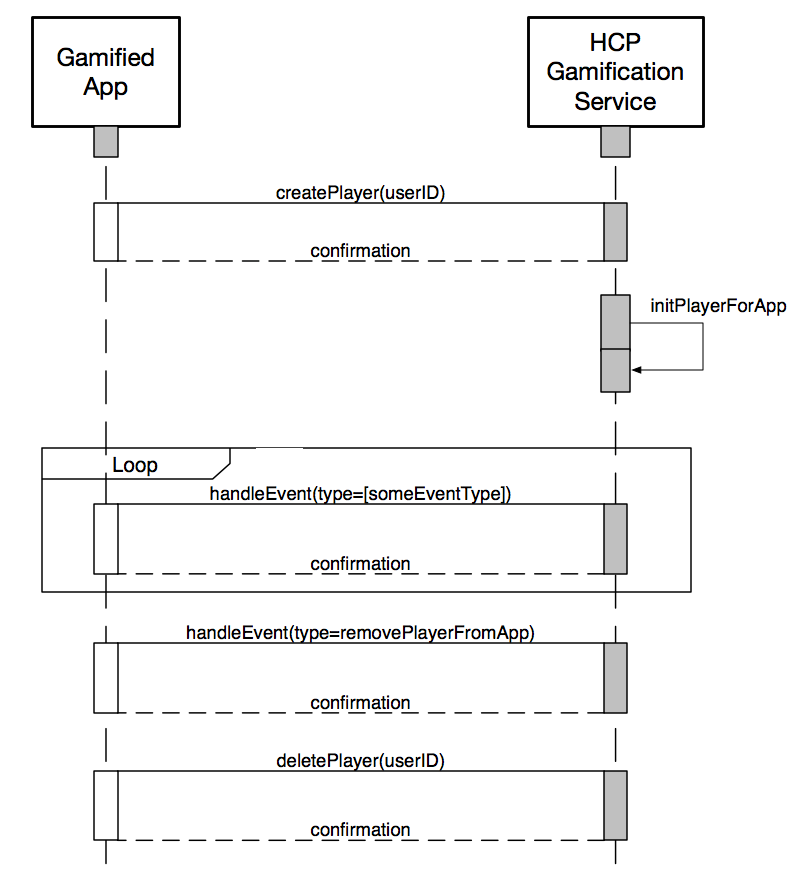 Gamified
App
HCP
Gamification
Service
createPlayer(userID)
confirmation
initPlayerForApp
Loop
handleEvent(type=[someEventType])
confirmation
handleEvent(type=removePlayerFromApp)
confirmation
deletePlayer(userID)
confirmation